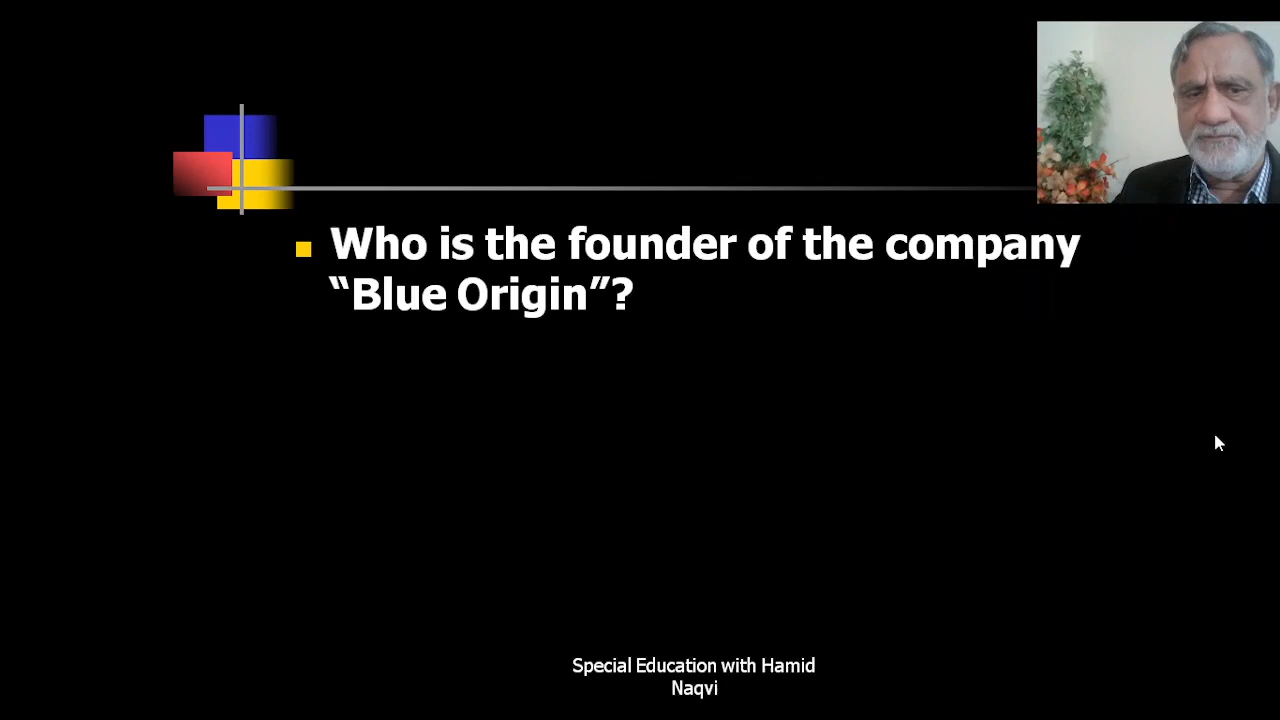 Who is the founder of the company
“Blue Origin”?
Special Education with Hamid
Naqvi